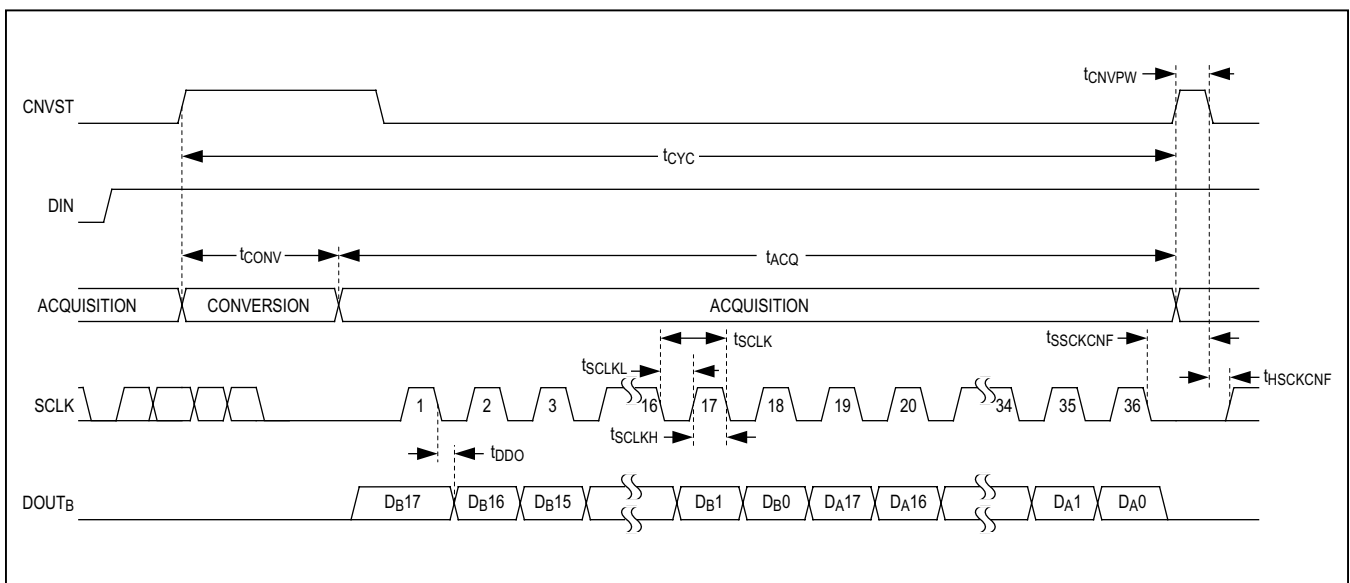 tCNVPW
CNVST
tCYC
DIN
tCONV
tACQ
ACQUISITION CONVERSION ACQUISITION
tSCLK
tSSCKCNF
tSCLKL
tHSCKCNF
SCLK 1 2 3 16 17 18 19 20 34 35 36
tSCLKH
tDDO
DOUTB DB17 DB16 DB15 DB1 DB0 DA17 DA16 DA1 DA0